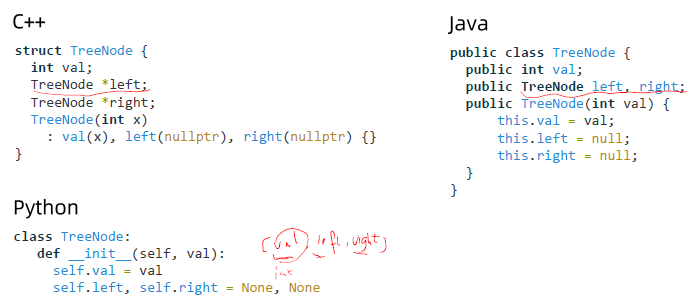 C++
struct TreeNode {
int val;
TreeNode *left;
TreeNode *right;
TreeNode(int x)
: val(x), left(nullptr), right(nullptr) {}
}
Java
public class TreeNode {
public int val;
public TreeNode left, right;
public TreeNode(int val) {
this.val = val;
this.left = null;
this.right = null;
}
}
Python
class TreeNode:
def __init__(self, val):
self.val = val
self.left, self.right = None, None
[val, left, right]
int